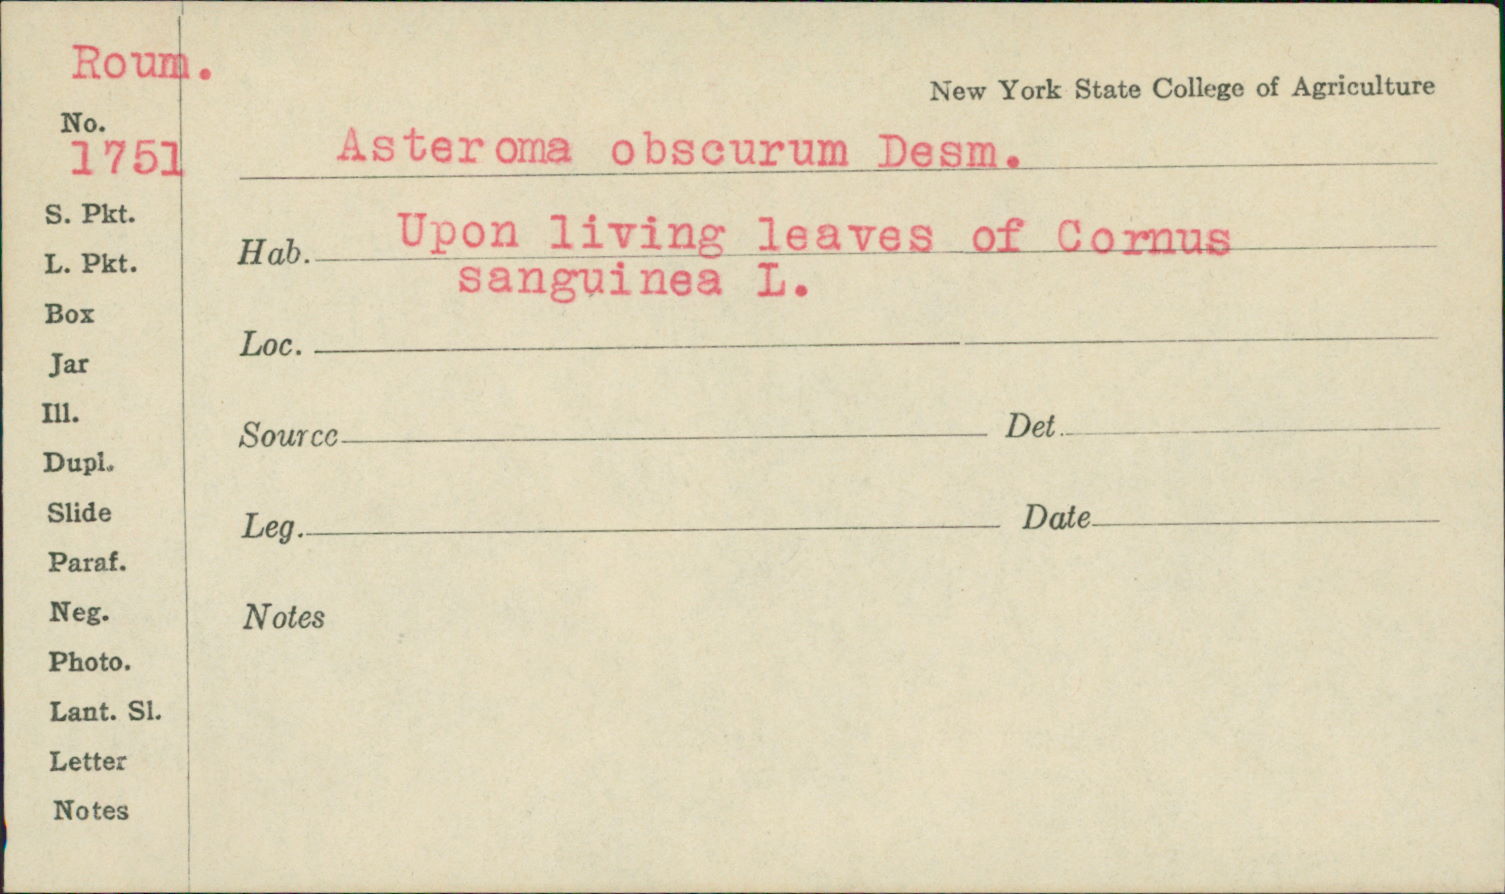 Roum.
New York State College of Agriculture
No.
1751
Asteroma obscurum Desm.
S. Pkt.
Hab. Upon living leaves of Cornus
sanguinea L.
L. Pkt.
Box
Loc.
Jar
Ill.
Source Det.
Dupl.
Slide
Leg. Date
Paraf.
Neg.
Notes
Photo.
Lant. Sl.
Letter
Notes